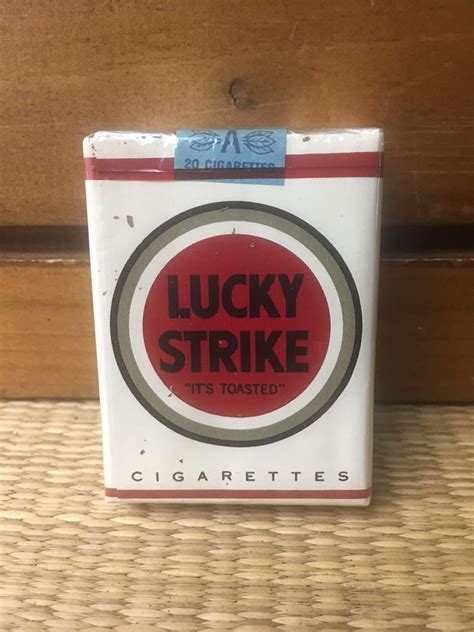 A
20 CIGARETTES
LUCKY
STRIKE
"IT'S TOASTED"
CIGARETTES